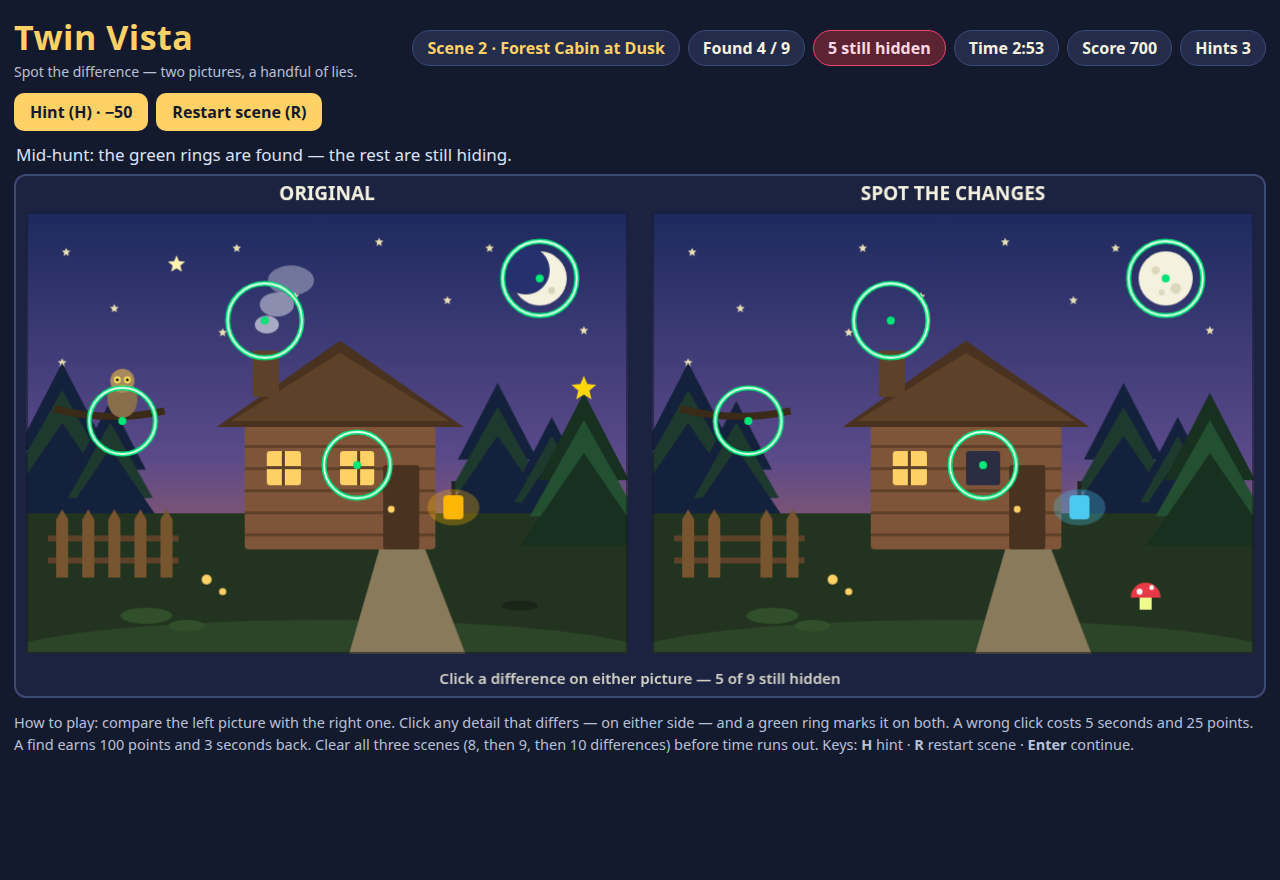 Twin Vista
Spot the difference — two pictures, a handful of lies.
Scene 2 · Forest Cabin at Dusk
Found 4 / 9
5 still hidden
Time 2:53
Score 700
Hints 3
Hint (H) · −50
Restart scene (R)
Mid-hunt: the green rings are found — the rest are still hiding.
ORIGINAL
SPOT THE CHANGES
Click a difference on either picture — 5 of 9 still hidden
How to play: compare the left picture with the right one. Click any detail that differs — on either side — and a green ring marks it on both. A wrong click costs 5 seconds and 25 points.
A find earns 100 points and 3 seconds back. Clear all three scenes (8, then 9, then 10 differences) before time runs out. Keys: H hint · R restart scene · Enter continue.